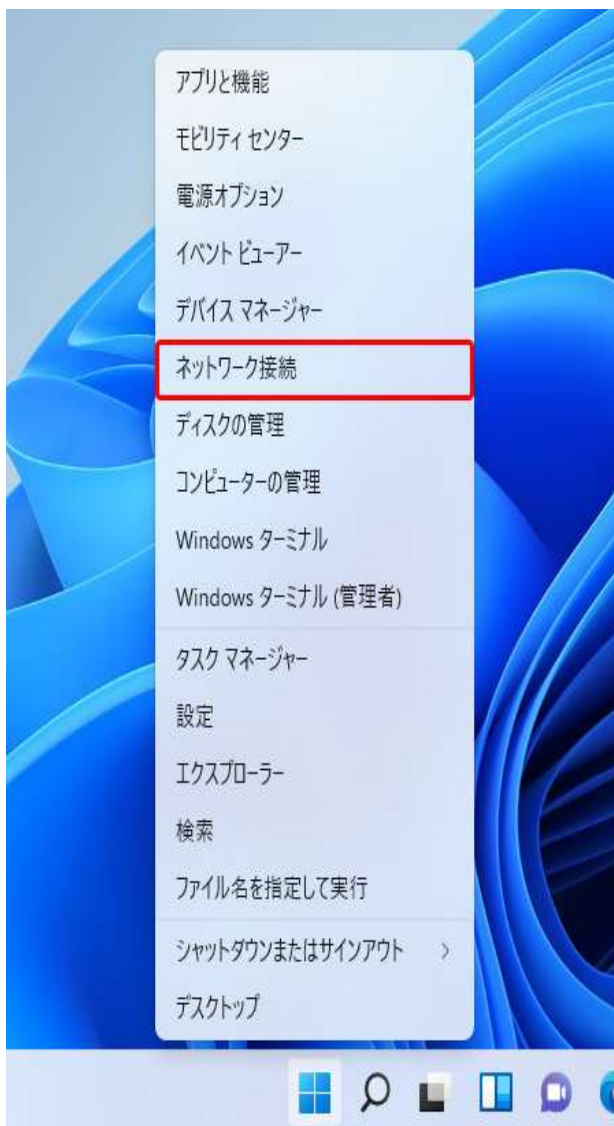 アプリと機能
モビリティ センター
電源オプション
イベント ビューアー
デバイス マネージャー
ネットワーク接続
ディスクの管理
コンピューターの管理
Windows ターミナル
Windows ターミナル (管理者)
タスク マネージャー
設定
エクスプローラー
検索
ファイル名を指定して実行
シャットダウンまたはサインアウト
デスクトップ